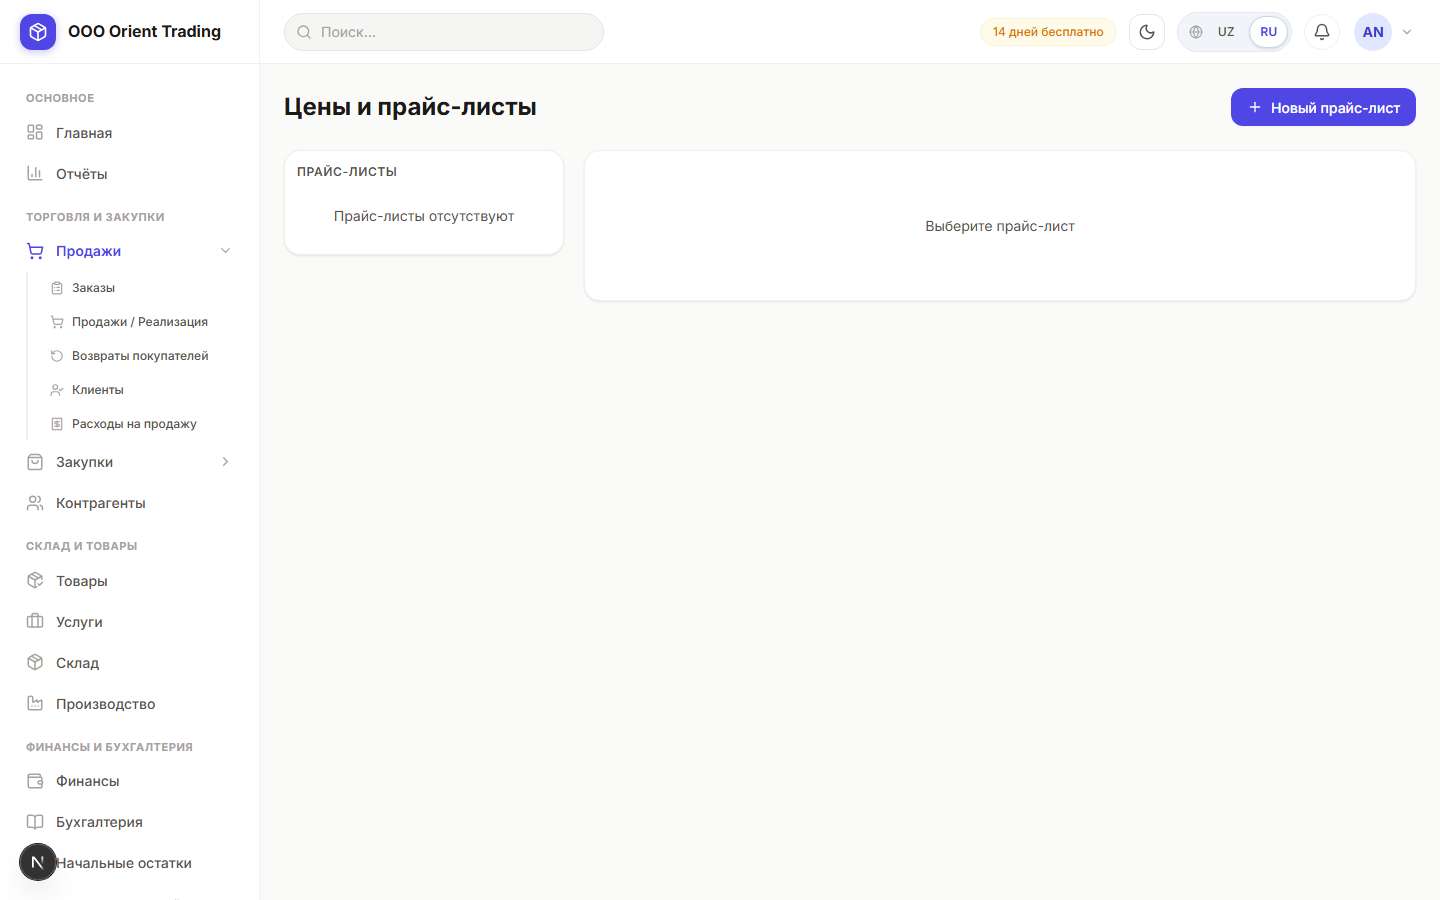 OOO Orient Trading
Поиск...
14 дней бесплатно
UZ
RU
AN
ОСНОВНОЕ
Главная
Отчёты
ТОРГОВЛЯ И ЗАКУПКИ
Продажи
Заказы
Продажи / Реализация
Возвраты покупателей
Клиенты
Расходы на продажу
Закупки
Контрагенты
СКЛАД И ТОВАРЫ
Товары
Услуги
Склад
Производство
ФИНАНСЫ И БУХГАЛТЕРИЯ
Финансы
Бухгалтерия
N
Начальные остатки
Цены и прайс-листы
Новый прайс-лист
ПРАЙС-ЛИСТЫ
Прайс-листы отсутствуют
Выберите прайс-лист